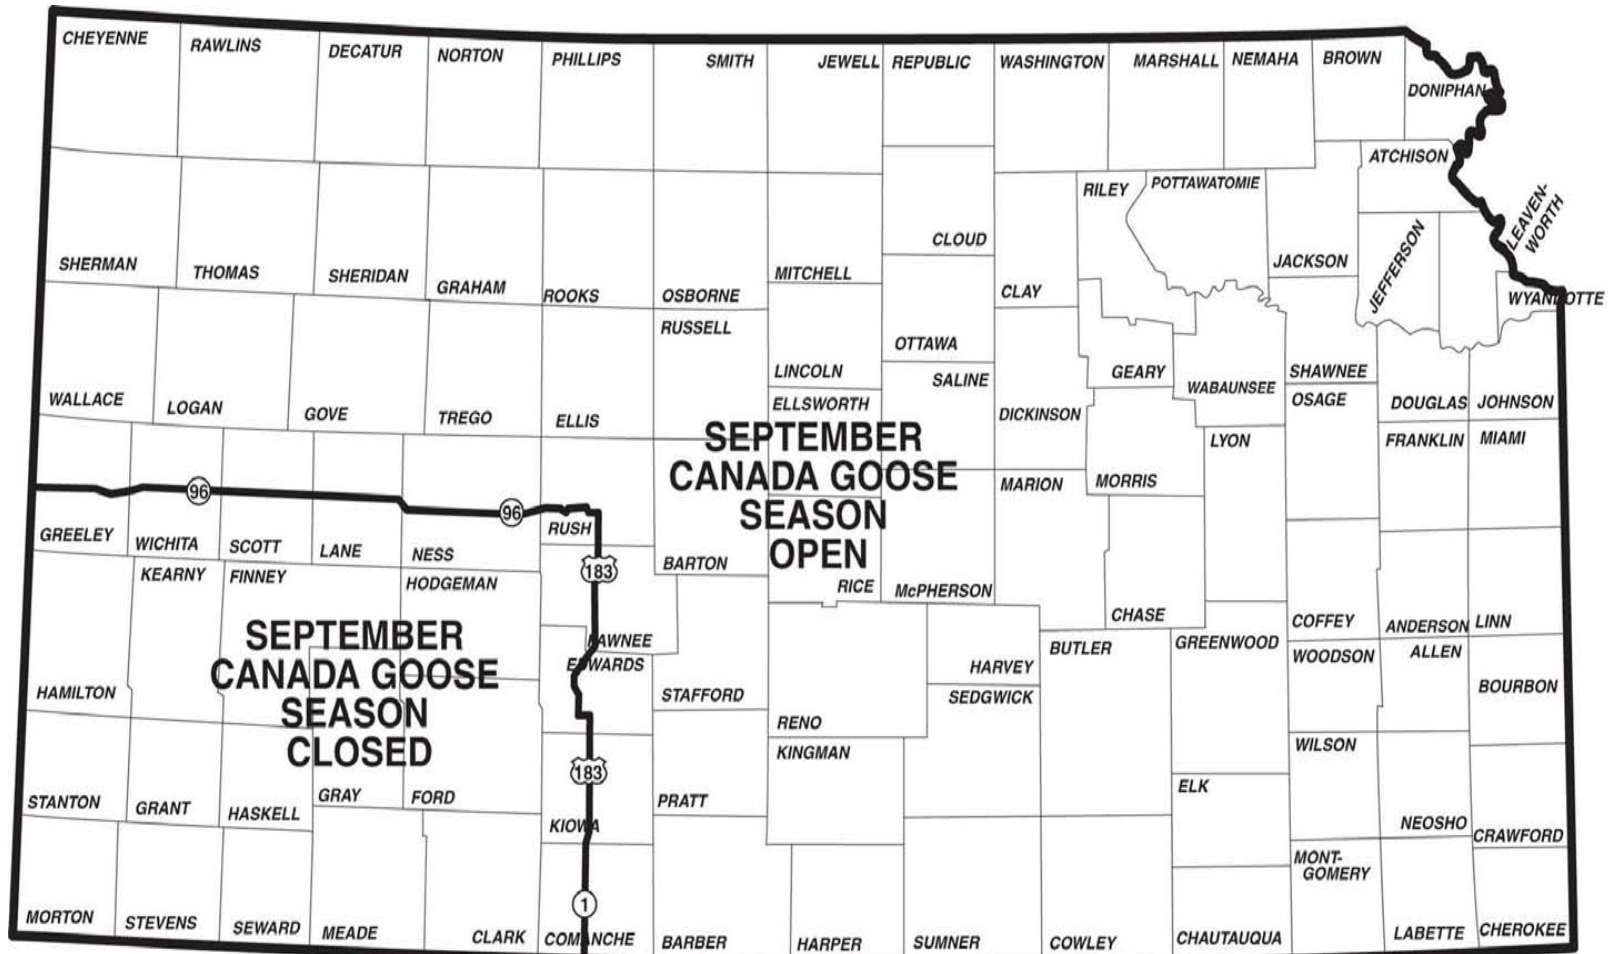 CHEYENNE
RAWLINS
DECATUR
NORTON
PHILLIPS
SMITH
JEWELL
REPUBLIC
WASHINGTON
MARSHALL
NEMAHA
BROWN
DONIPHAN
ATCHISON
RILEY
POTTAWATOMIE
LEAVEN-
WORTH
SHERMAN
THOMAS
SHERIDAN
GRAHAM
ROOKS
OSBORNE
MITCHELL
CLOUD
CLAY
JACKSON
JEFFERSON
WYANDOTTE
RUSSELL
LINCOLN
OTTAWA
SALINE
GEARY
WABAUNSEE
SHAWNEE
OSAGE
DOUGLAS
JOHNSON
WALLACE
LOGAN
GOVE
TREGO
ELLIS
ELLSWORTH
DICKINSON
LYON
FRANKLIN
MIAMI
SEPTEMBER
CANADA GOOSE
SEASON
OPEN
MARION
MORRIS
96
96
GREELEY
WICHITA
SCOTT
LANE
NESS
RUSH
183
BARTON
RICE
McPHERSON
CHASE
COFFEY
ANDERSON
LINN
KEARNY
FINNEY
HODGEMAN
PAWNEE
EDWARDS
SEPTEMBER
CANADA GOOSE
SEASON
CLOSED
HAMILTON
STAFFORD
HARVEY
SEDGWICK
RENO
KINGMAN
BUTLER
GREENWOOD
WOODSON
ALLEN
BOURBON
WILSON
183
STANTON
GRANT
HASKELL
GRAY
FORD
KIOWA
PRATT
ELK
NEOSHO
CRAWFORD
MONT-
GOMERY
1
MORTON
STEVENS
SEWARD
MEADE
CLARK
COMANCHE
BARBER
HARPER
SUMNER
COWLEY
CHAUTAUQUA
LABETTE
CHEROKEE